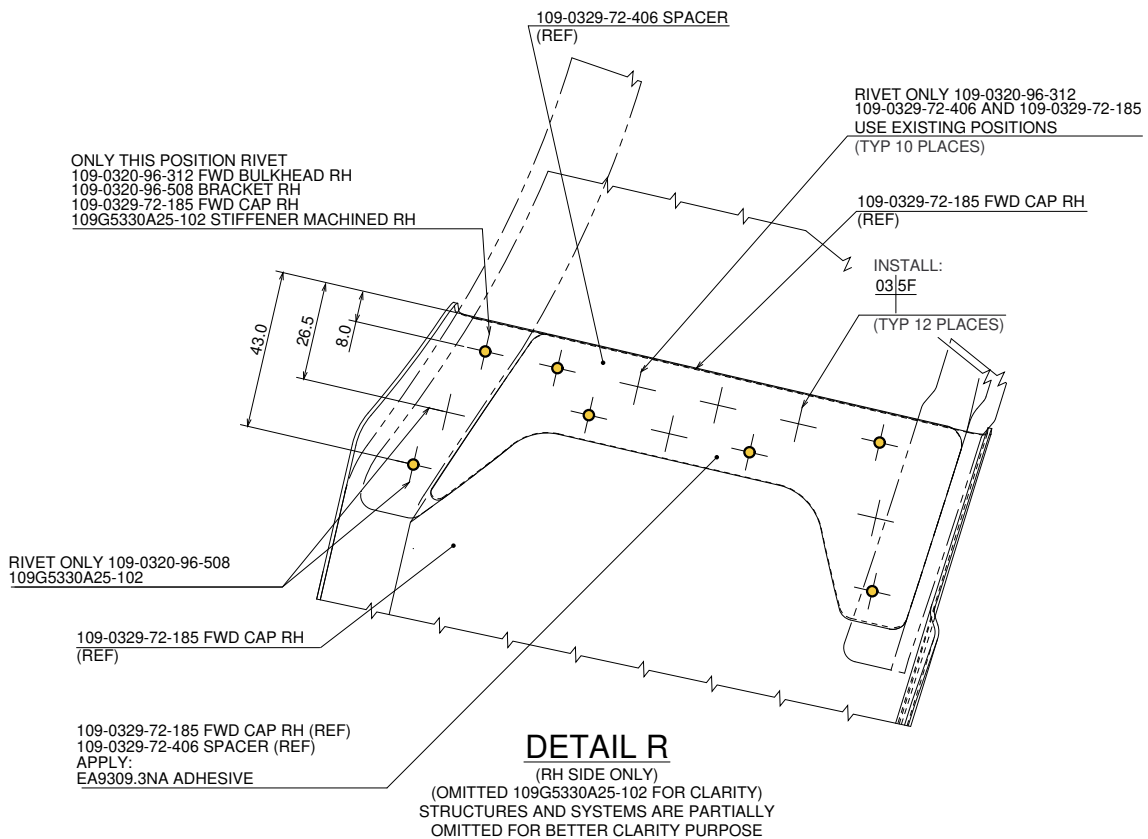 109-0329-72-406 SPACER
(REF)
RIVET ONLY 109-0320-96-312
109-0329-72-406 AND 109-0329-72-185
USE EXISTING POSITIONS
(TYP 10 PLACES)
ONLY THIS POSITION RIVET
109-0320-96-312 FWD BULKHEAD RH
109-0320-96-508 BRACKET RH
109-0329-72-185 FWD CAP RH
109G5330A25-102 STIFFENER MACHINED RH
109-0329-72-185 FWD CAP RH
(REF)
INSTALL:
03 5F
(TYP 12 PLACES)
43.0
26.5
8.0
RIVET ONLY 109-0320-96-508
109G5330A25-102
109-0329-72-185 FWD CAP RH
(REF)
109-0329-72-185 FWD CAP RH (REF)
109-0329-72-406 SPACER (REF)
APPLY:
EA9309.3NA ADHESIVE
DETAIL R
(RH SIDE ONLY)
(OMITTED 109G5330A25-102 FOR CLARITY)
STRUCTURES AND SYSTEMS ARE PARTIALLY
OMITTED FOR BETTER CLARITY PURPOSE